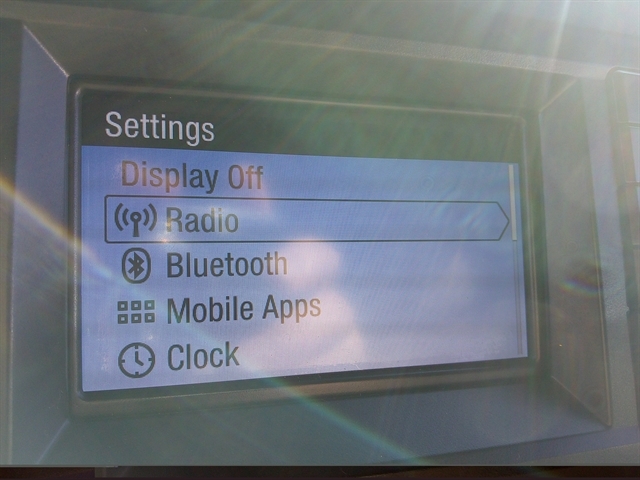 Settings
Display Off
Radio
Bluetooth
Mobile Apps
Clock